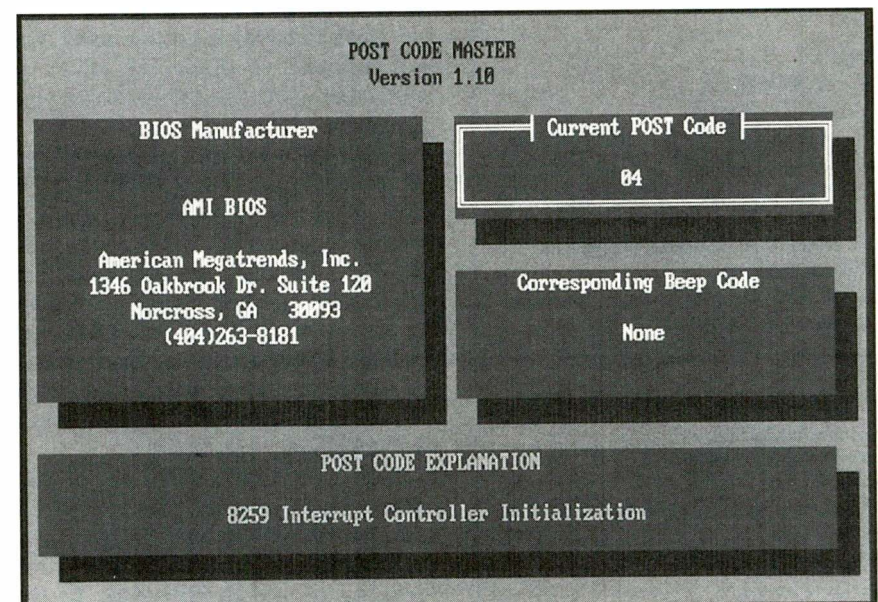 POST CODE MASTER
Version 1.10
BIOS Manufacturer
AMI BIOS
American Megatrends, Inc.
1346 Oakbrook Dr. Suite 120
Norcross, GA 30093
(404)263-8181
Current POST Code
04
Corresponding Beep Code
None
POST CODE EXPLANATION
8259 Interrupt Controller Initialization